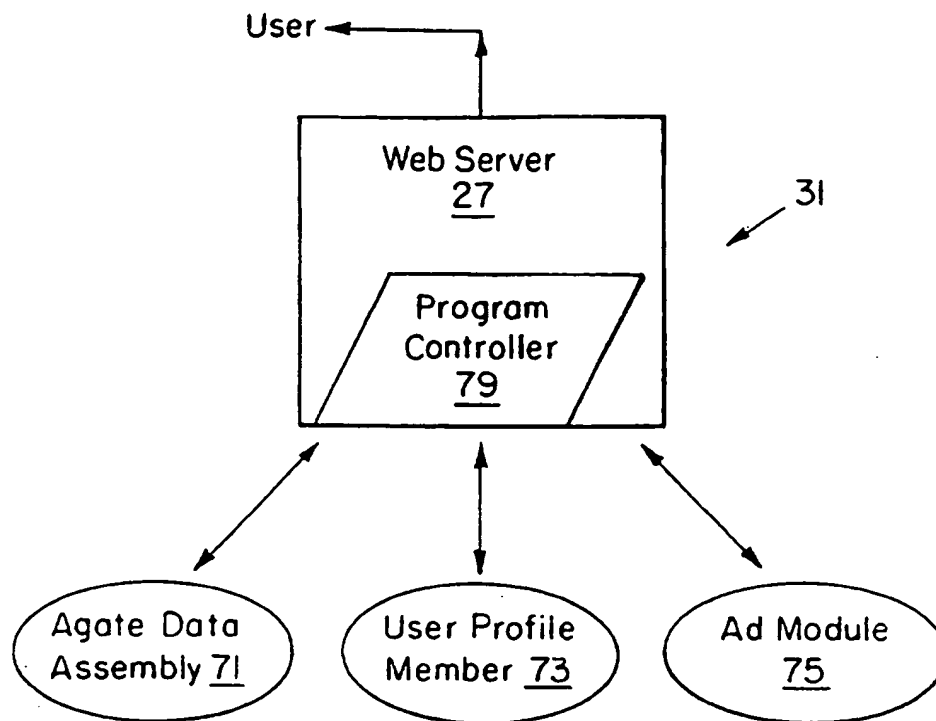 User
Web Server
27
31
Program
Controller
79
Agate Data
Assembly 71
User Profile
Member 73
Ad Module
75